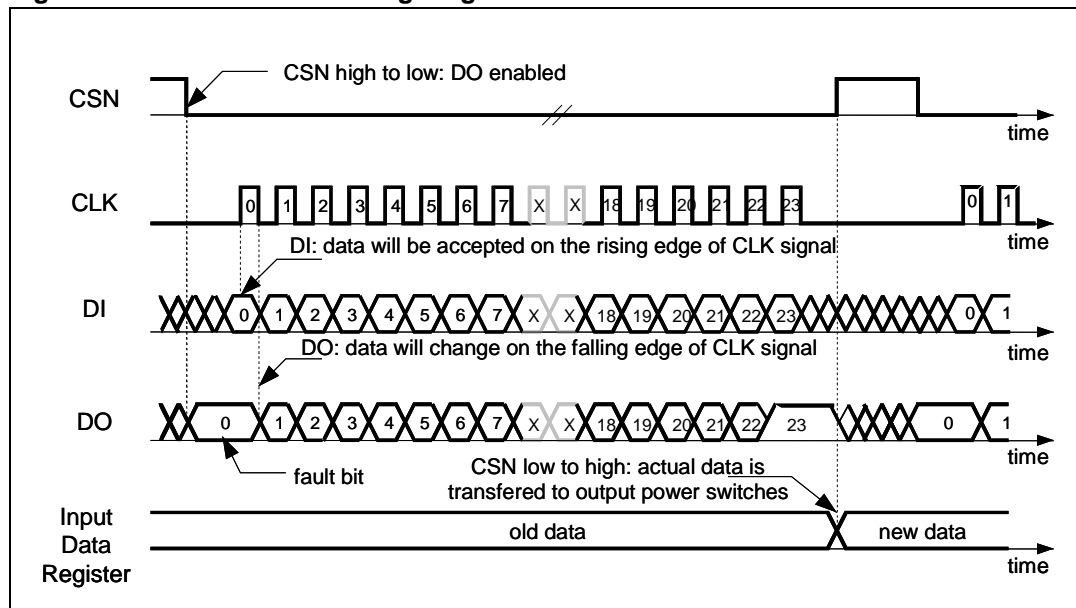 CSN high to low: DO enabled
CSN
time
CLK
0 1 2 3 4 5 6 7 X X 18 19 20 21 22 23 0 1
time
DI: data will be accepted on the rising edge of CLK signal
DI
0 1 2 3 4 5 6 7 X X 18 19 20 21 22 23 0 1
time
DO: data will change on the falling edge of CLK signal
DO
0 1 2 3 4 5 6 7 X X 18 19 20 21 22 23 0 1
time
fault bit
CSN low to high: actual data is
transfered to output power switches
Input
Data
Register
old data
new data
time